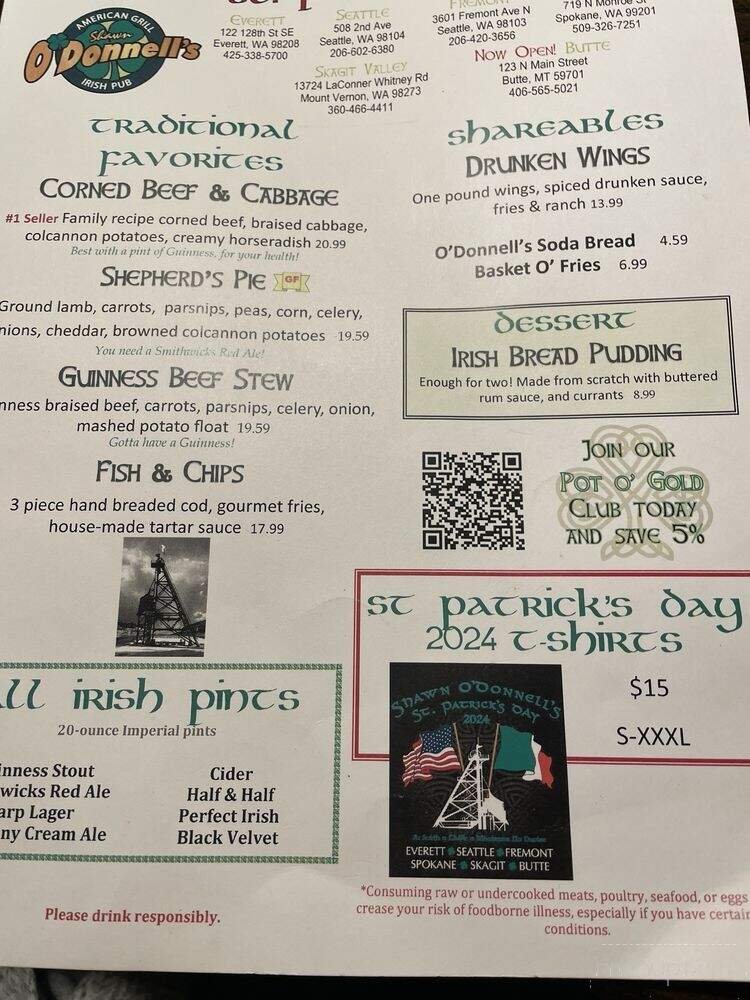 AMERICAN GRILL
Shawn
O'Donnell's
IRISH PUB
EVERETT
122 128th St SE
Everett, WA 98208
425-338-5700
SEATTLE
508 2nd Ave
Seattle, WA 98104
206-602-6380
FREMONT
3601 Fremont Ave N
Seattle, WA 98103
206-420-3656
719 N Monroe St
Spokane, WA 99201
509-326-7251
SKAGIT VALLEY
13724 LaConner Whitney Rd
Mount Vernon, WA 98273
360-466-4411
NOW OPEN! BUTTE
123 N Main Street
Butte, MT 59701
406-565-5021
TRADITIONAL
FAVORITES
CORNED BEEF & CABBAGE
#1 Seller Family recipe corned beef, braised cabbage,
colcannon potatoes, creamy horseradish 20.99
Best with a pint of Guinness, for your health!
SHEPHERD'S PIE GF
Ground lamb, carrots, parsnips, peas, corn, celery,
nions, cheddar, browned colcannon potatoes 19.59
You need a Smithwicks Red Ale!
GUINNESS BEEF STEW
nness braised beef, carrots, parsnips, celery, onion,
mashed potato float 19.59
Gotta have a Guinness!
FISH & CHIPS
3 piece hand breaded cod, gourmet fries,
house-made tartar sauce 17.99
SHAREABLES
DRUNKEN WINGS
One pound wings, spiced drunken sauce,
fries & ranch 13.99
O'Donnell's Soda Bread 4.59
Basket O' Fries 6.99
DESSERT
IRISH BREAD PUDDING
Enough for two! Made from scratch with buttered
rum sauce, and currants 8.99
JOIN OUR
POT O' GOLD
CLUB TODAY
AND SAVE 5%
ST PATRICK'S DAY
2024 T-SHIRTS
$15
S-XXXL
SHAWN O'DONNELL'S
ST. PATRICK'S DAY
2024
EVERETT SEATTLE FREMONT
SPOKANE SKAGIT BUTTE
LL IRISH PINTS
20-ounce Imperial pints
inness Stout
wicks Red Ale
arp Lager
ny Cream Ale
Cider
Half & Half
Perfect Irish
Black Velvet
Please drink responsibly.
*Consuming raw or undercooked meats, poultry, seafood, or eggs
crease your risk of foodborne illness, especially if you have certain
conditions.